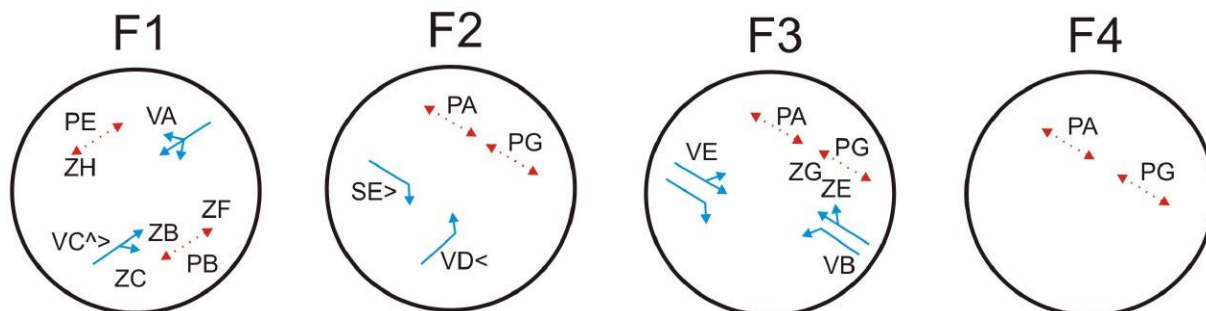 F1
F2
F3
F4
PE
VA
ZH
VC^>
ZB
ZF
ZC
PB
PA
PG
SE>
VD<
PA
VE
PG
ZG
ZE
VB
PA
PG